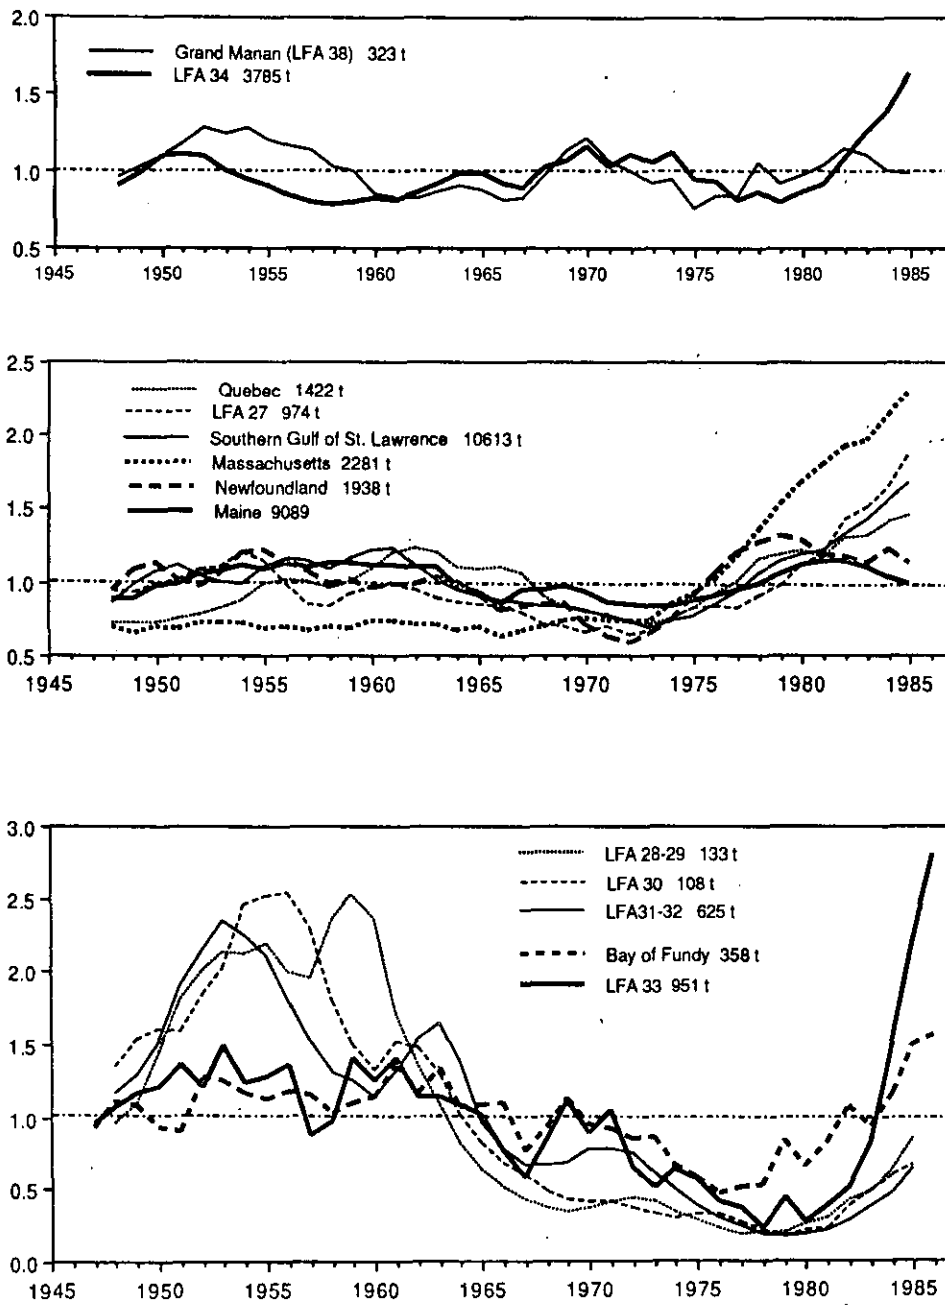 2.0
Grand Manan (LFA 38) 323 t
LFA 34 3785 t
1.5
1.0
0.5
1945 1950 1955 1960 1965 1970 1975 1980 1985
2.5
Quebec 1422 t
LFA 27 974 t
2.0
Southern Gulf of St. Lawrence 10613 t
Massachusetts 2281 t
Newfoundland 1938 t
1.5
Maine 9089
1.0
0.5
1945 1950 1955 1960 1965 1970 1975 1980 1985
3.0
LFA 28-29 133 t
LFA 30 108 t
2.5
LFA31-32 625 t
Bay of Fundy 358 t
2.0
LFA 33 951 t
1.5
1.0
0.5
0.0
1945 1950 1955 1960 1965 1970 1975 1980 1985